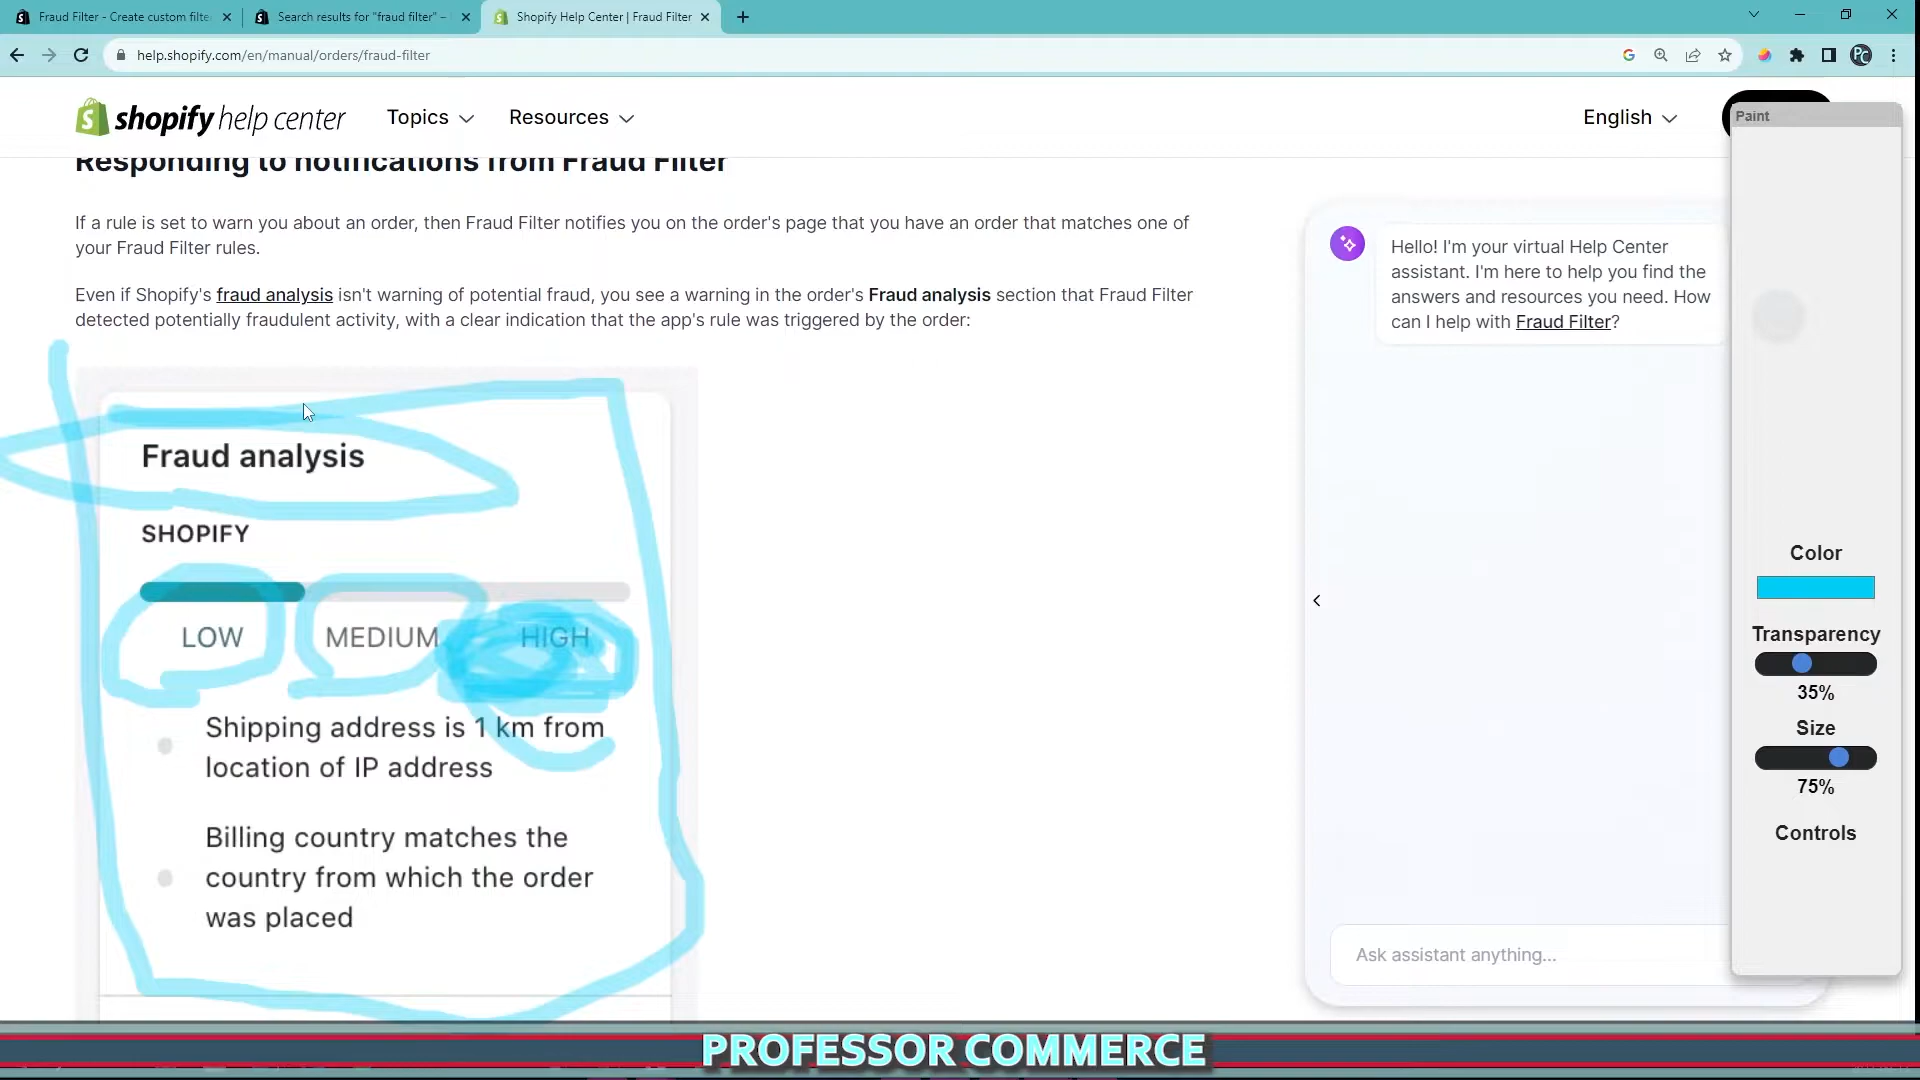 Fraud Filter - Create custom filte
Search results for "fraud filter" –
Shopify Help Center | Fraud Filter
help.shopify.com/en/manual/orders/fraud-filter
shopify help center
Topics
Resources
English
Responding to notifications from Fraud Filter
If a rule is set to warn you about an order, then Fraud Filter notifies you on the order's page that you have an order that matches one of
your Fraud Filter rules.
Even if Shopify's fraud analysis isn't warning of potential fraud, you see a warning in the order's Fraud analysis section that Fraud Filter
detected potentially fraudulent activity, with a clear indication that the app's rule was triggered by the order:
Fraud analysis
SHOPIFY
LOW MEDIUM HIGH
Shipping address is 1 km from
location of IP address
Billing country matches the
country from which the order
was placed
Hello! I'm your virtual Help Center
assistant. I'm here to help you find the
answers and resources you need. How
can I help with Fraud Filter?
Ask assistant anything...
Paint
Color
Transparency
35%
Size
75%
Controls
PROFESSOR COMMERCE